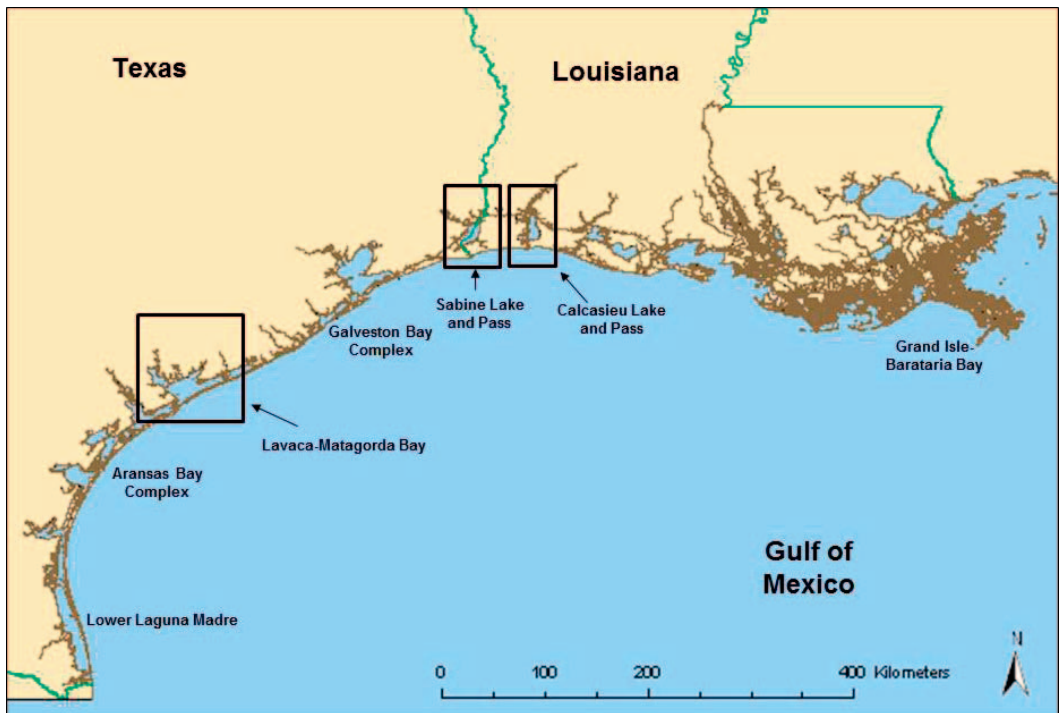 Texas
Louisiana
Sabine Lake
and Pass
Calcasieu Lake
and Pass
Galveston Bay
Complex
Grand Isle-
Barataria Bay
Lavaca-Matagorda Bay
Aransas Bay
Complex
Gulf of
Mexico
Lower Laguna Madre
N
0 100 200 400 Kilometers